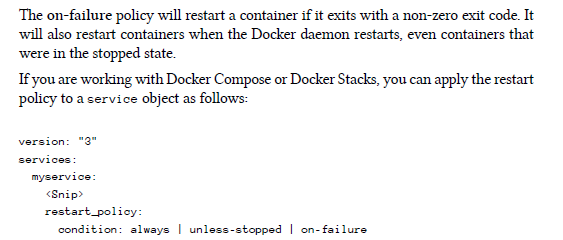 The on-failure policy will restart a container if it exits with a non-zero exit code. It
will also restart containers when the Docker daemon restarts, even containers that
were in the stopped state.
If you are working with Docker Compose or Docker Stacks, you can apply the restart
policy to a service object as follows:
version: "3"
services:
  myservice:
    <Snip>
    restart_policy:
      condition: always | unless-stopped | on-failure